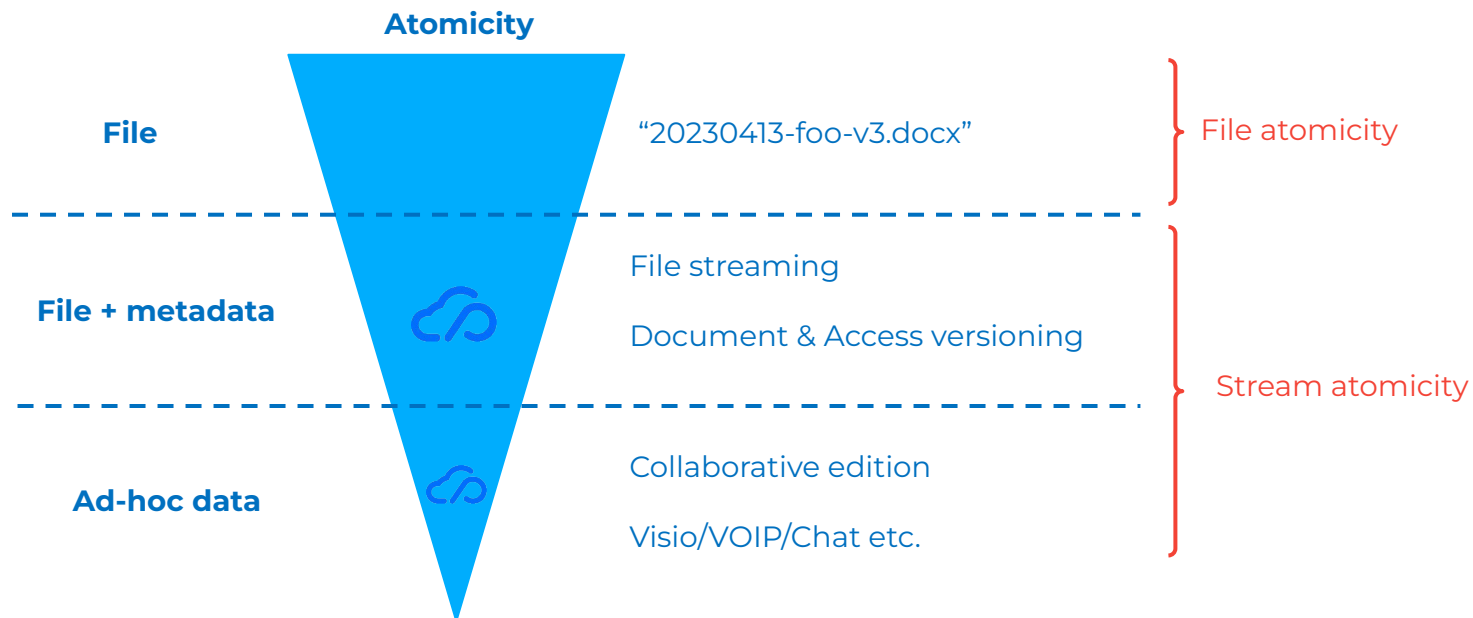 Atomicity
File
“20230413-foo-v3.docx”
File atomicity
File streaming
File + metadata
Document & Access versioning
Stream atomicity
Collaborative edition
Ad-hoc data
Visio/VOIP/Chat etc.